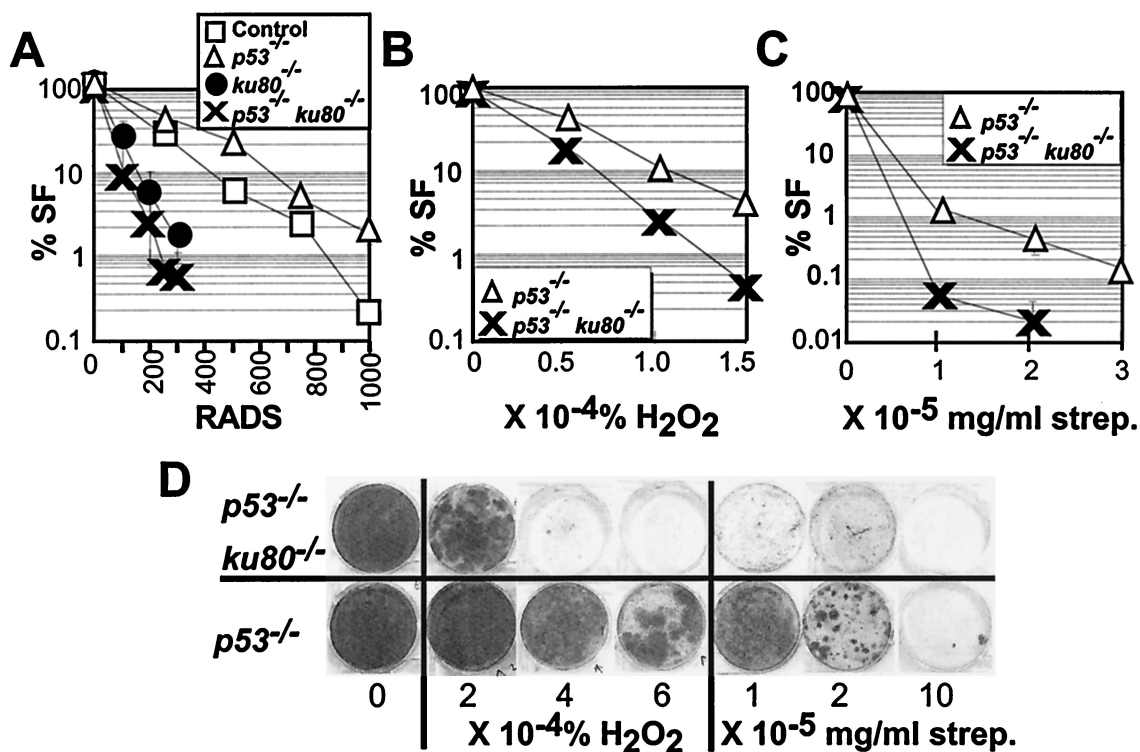 A
Control
p53-/-
ku80-/-
p53-/- ku80-/-
100
10
1
0.1
% SF
0 200 400 600 800 1000
RADS
B
100
10
1
0.1
% SF
p53-/-
p53-/- ku80-/-
0 0.5 1.0 1.5
X 10-4% H2O2
C
100
10
1
0.1
0.01
% SF
p53-/-
p53-/- ku80-/-
0 1 2 3
X 10-5 mg/ml strep.
D
p53-/-
ku80-/-
p53-/-
0 2 4 6 1 2 10
X 10-4% H2O2 X 10-5 mg/ml strep.